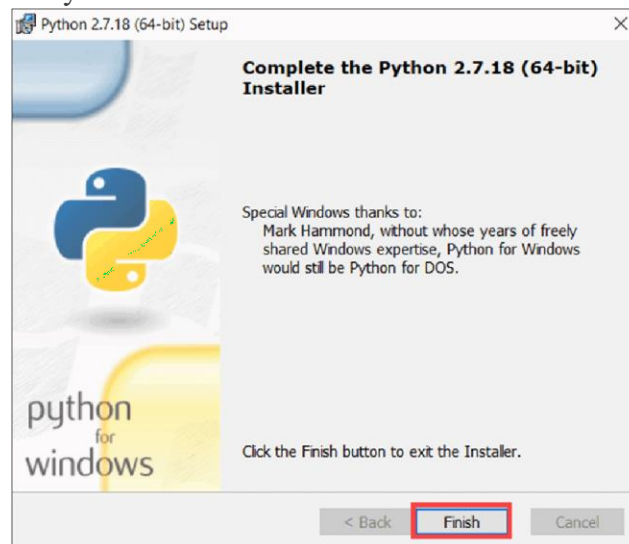 Python 2.7.18 (64-bit) Setup
Complete the Python 2.7.18 (64-bit)
Installer
Special Windows thanks to:
Mark Hammond, without whose years of freely
shared Windows expertise, Python for Windows
would still be Python for DOS.
python
for
windows
Click the Finish button to exit the Installer.
< Back
Finish
Cancel